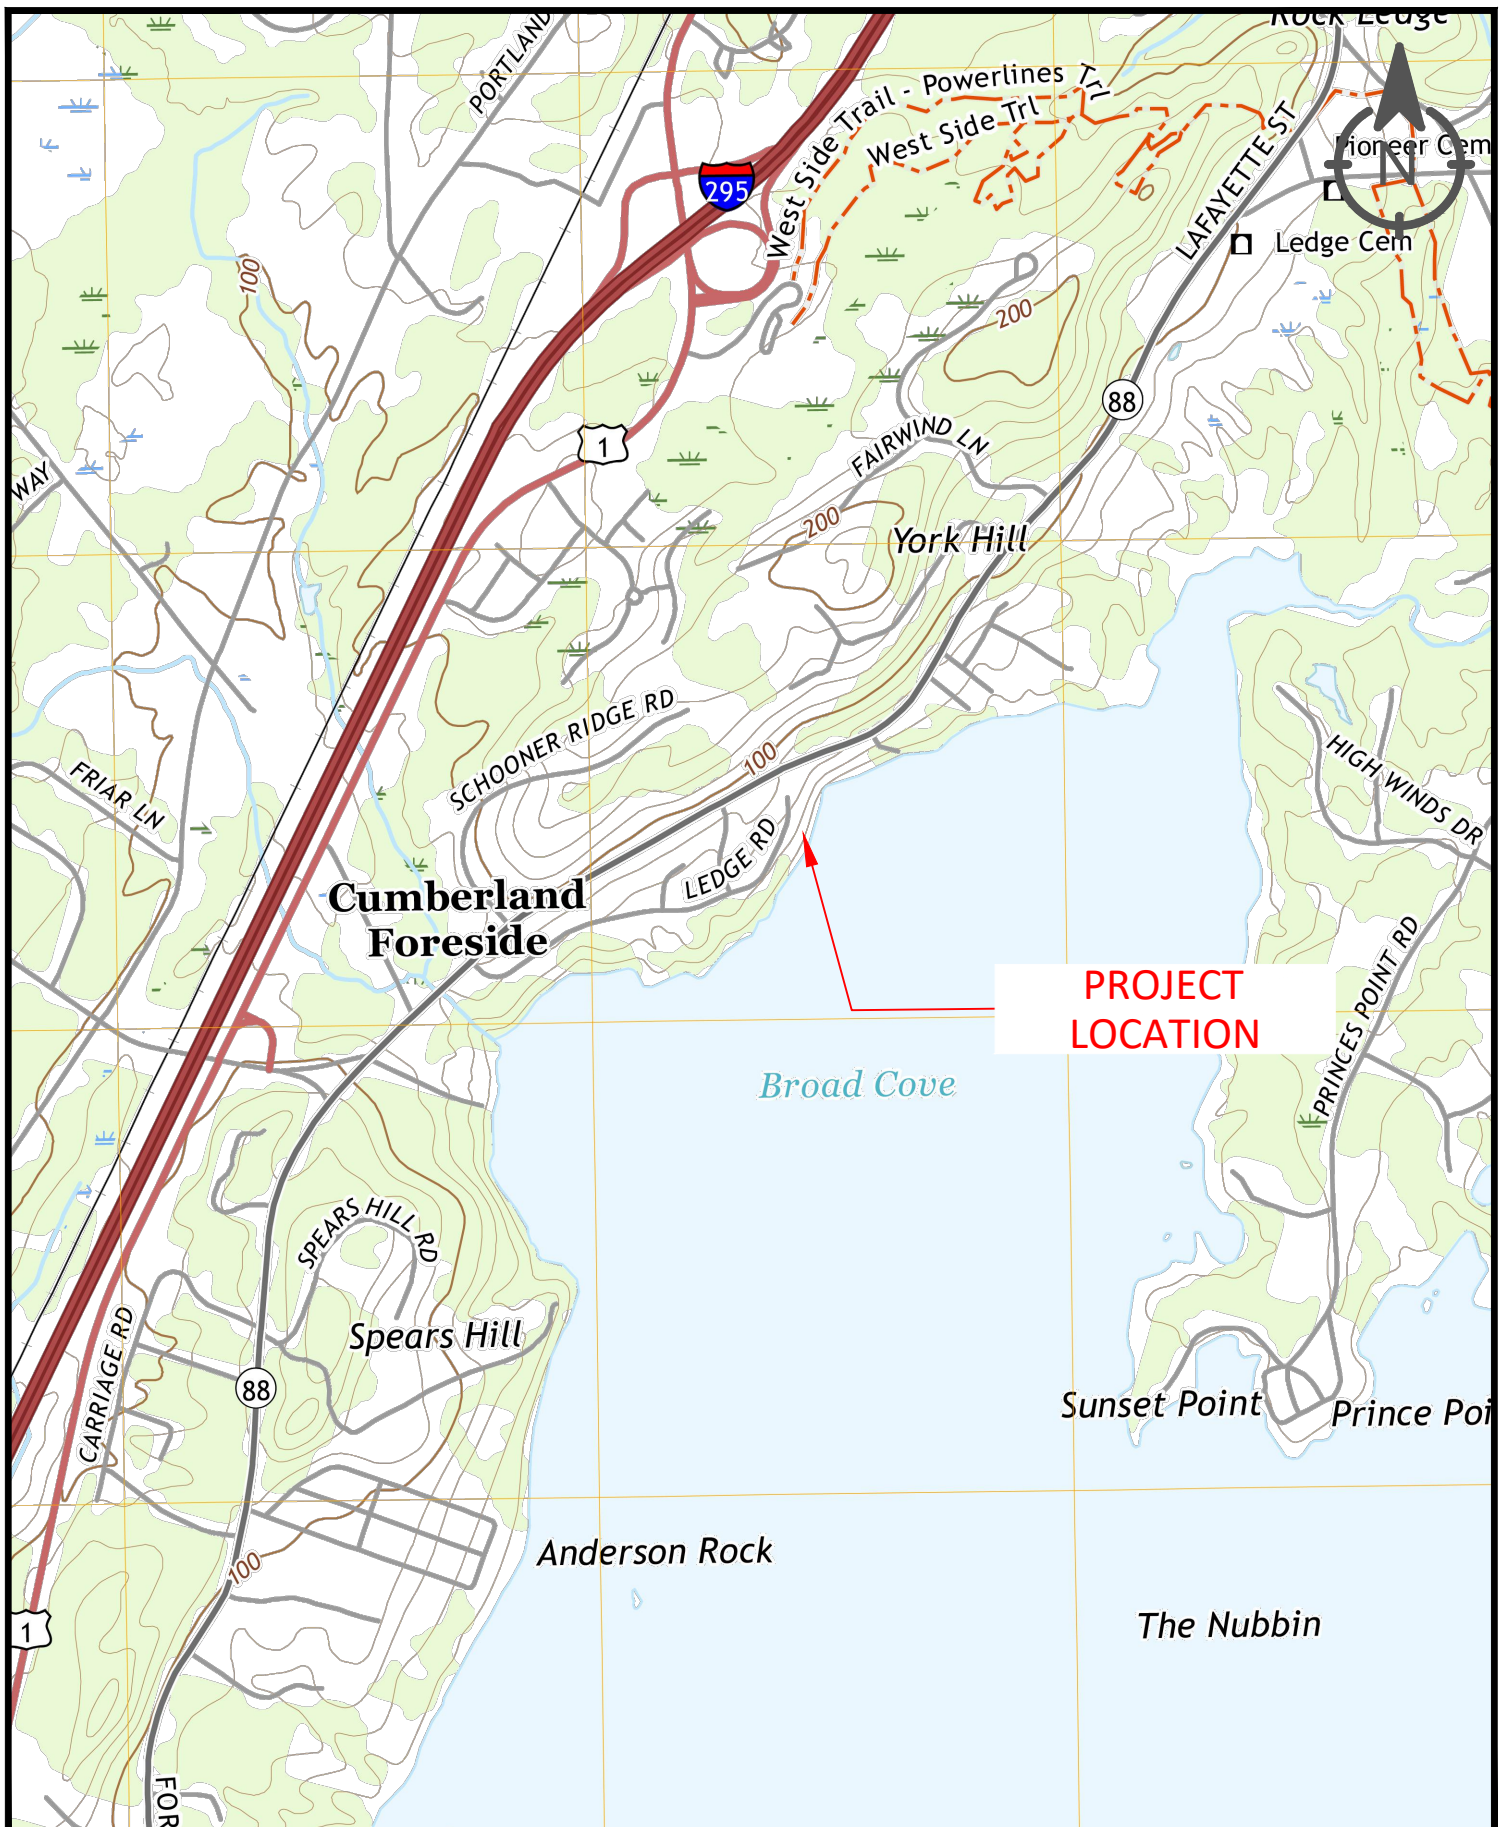 Rock Ledge
PORTLAND
West Side Trail - Powerlines Trl
West Side Trl
LAFAYETTE ST
Pioneer Cem
N
295
Ledge Cem
100
200
88
1
FAIRWIND LN
WAY
200
York Hill
SCHOONER RIDGE RD
100
HIGH WINDS DR
FRIAR LN
LEDGE RD
Cumberland
Foreside
PROJECT
LOCATION
PRINCES POINT RD
Broad Cove
SPEARS HILL RD
Spears Hill
CARRIAGE RD
88
Sunset Point
Prince Poi
Anderson Rock
100
The Nubbin
1
FOR